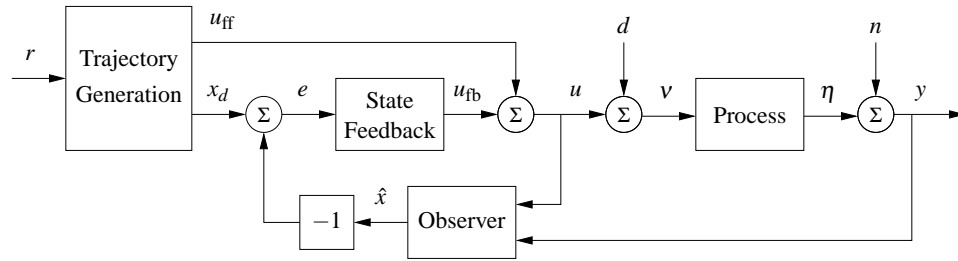 r
Trajectory
Generation
u_ff
x_d
Σ
e
State
Feedback
u_fb
Σ
u
d
Σ
ν
Process
η
n
Σ
y
−1
x̂
Observer